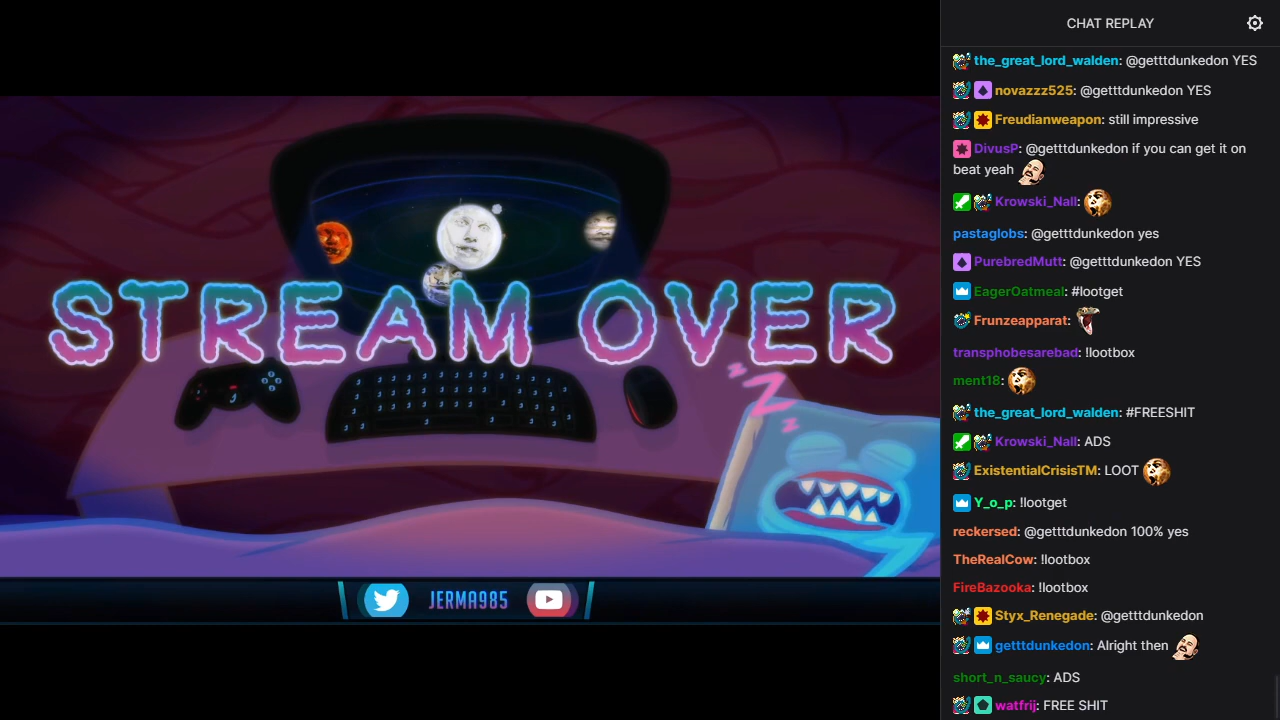 CHAT REPLAY
the_great_lord_walden: @getttdunkedon YES
novazzz525: @getttdunkedon YES
Freudianweapon: still impressive
DivusP: @getttdunkedon if you can get it on
beat yeah
Krowski_Nall:
pastaglobs: @getttdunkedon yes
PurebredMutt: @getttdunkedon YES
EagerOatmeal: #lootget
Frunzeapparat:
transphobesarebad: !lootbox
ment18:
the_great_lord_walden: #FREESHIT
Krowski_Nall: ADS
ExistentialCrisisTM: LOOT
Y_o_p: !lootget
reckersed: @getttdunkedon 100% yes
TheRealCow: !lootbox
FireBazooka: !lootbox
Styx_Renegade: @getttdunkedon
getttdunkedon: Alright then
short_n_saucy: ADS
watfrij: FREE SHIT
STREAM OVER
z
Z
z
JERMA985